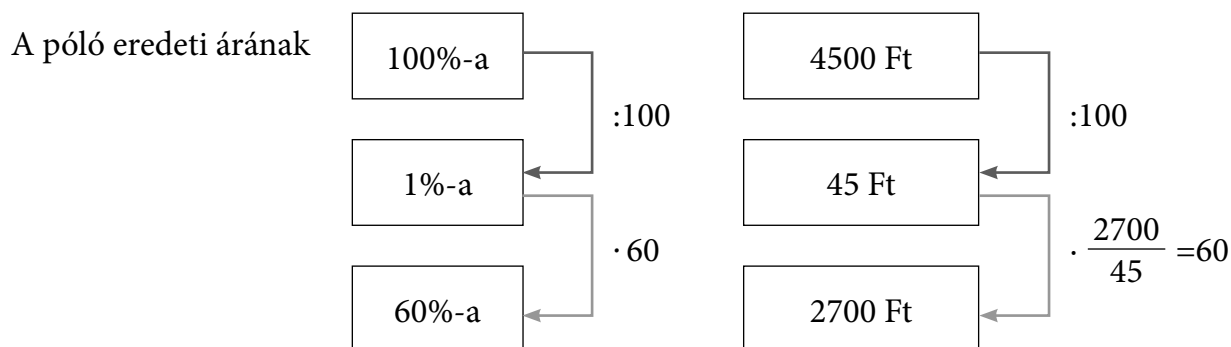 A póló eredeti árának 100%-a 4500 Ft
:100 :100
1%-a 45 Ft
· 60 · 2700/45 =60
60%-a 2700 Ft